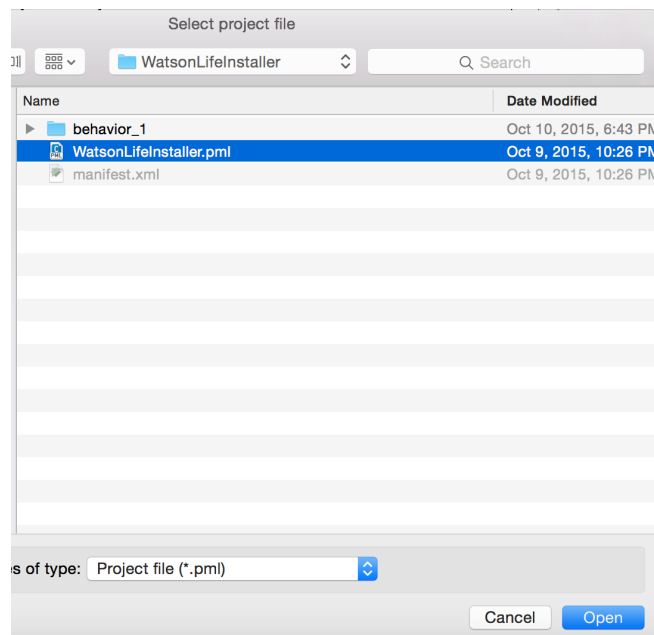 Select project file
WatsonLifeInstaller
Search
Name Date Modified
behavior_1 Oct 10, 2015, 6:43 PM
WatsonLifeInstaller.pml Oct 9, 2015, 10:26 PM
manifest.xml Oct 9, 2015, 10:26 PM
s of type: Project file (*.pml)
Cancel Open